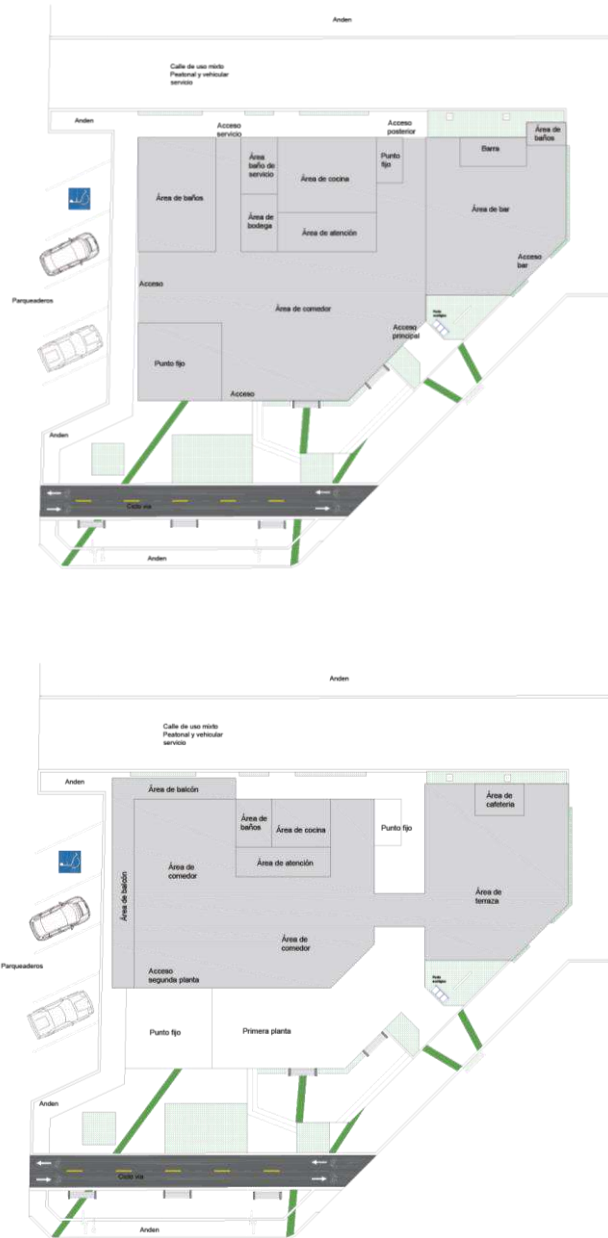 Anden
Calle de uso mixto
Peatonal y vehicular
servicio
Anden
Acceso
servicio
Acceso
posterior
Área de
baños
Área
baño de
servicio
Punto
fijo
Barra
Área de cocina
Área de baños
Área de bar
Área de
bodega
Área de atención
Acceso
bar
Acceso
Parqueaderos
Área de comedor
Acceso
principal
Punto fijo
Acceso
Anden
Ciclo via
Anden
Anden
Calle de uso mixto
Peatonal y vehicular
servicio
Anden
Área de balcón
Área de
cafeteria
Área de
baños
Área de cocina
Punto fijo
Área de
comedor
Área de atención
Área de balcón
Área de
terraza
Área de
comedor
Parqueaderos
Acceso
segunda planta
Punto fijo
Primera planta
Anden
Ciclo via
Anden